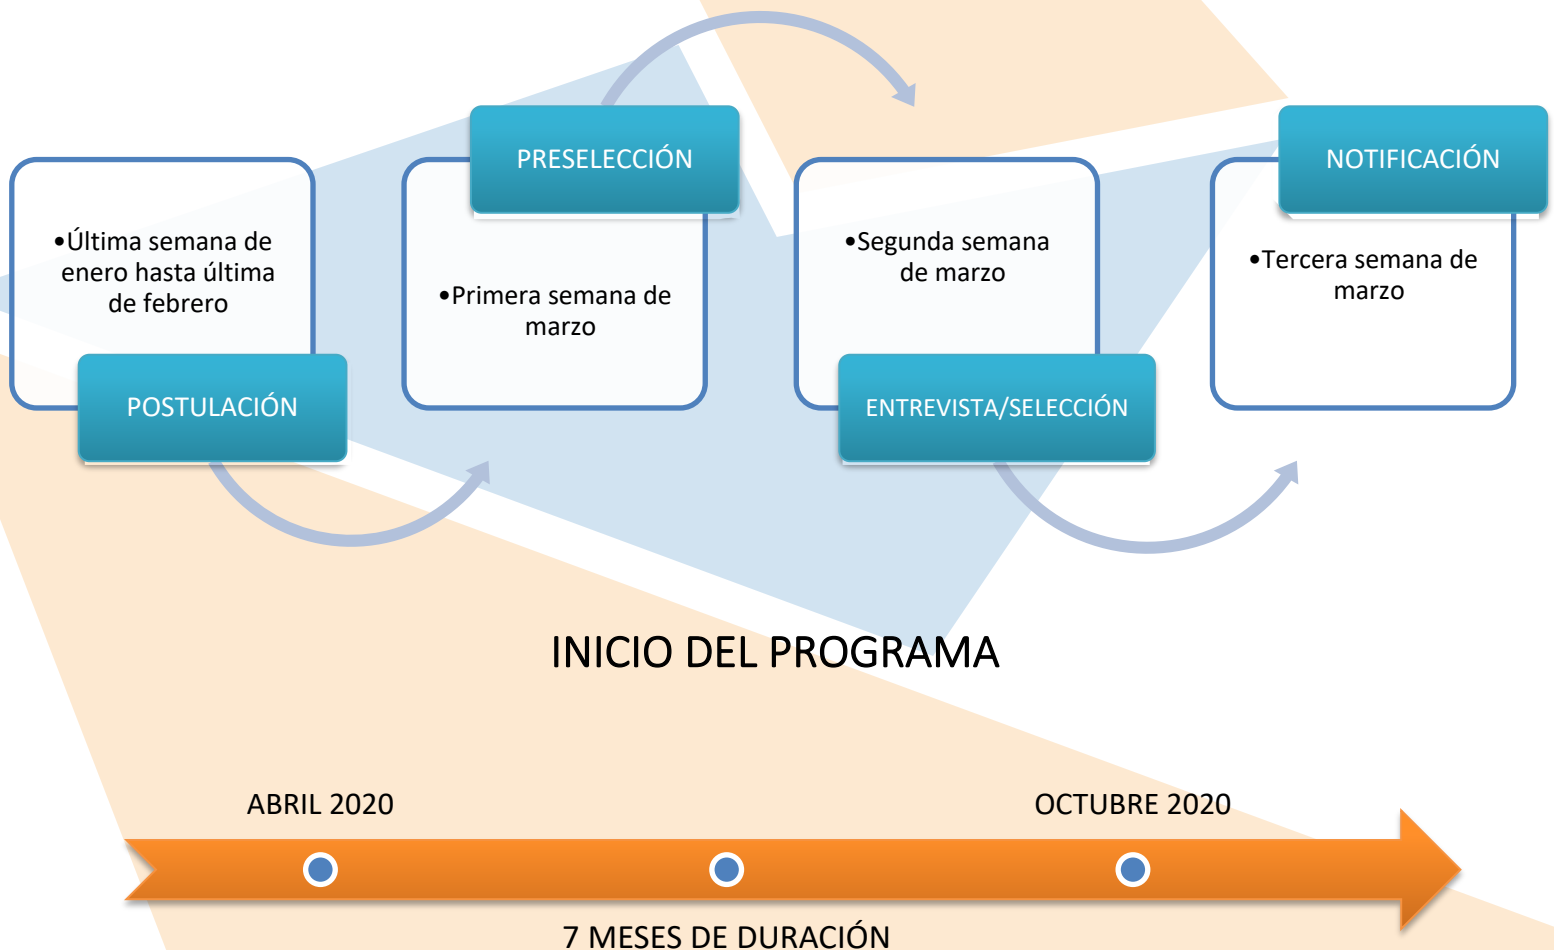 •Última semana de
enero hasta última
de febrero
POSTULACIÓN
PRESELECCIÓN
•Primera semana de
marzo
•Segunda semana
de marzo
ENTREVISTA/SELECCIÓN
NOTIFICACIÓN
•Tercera semana de
marzo
INICIO DEL PROGRAMA
ABRIL 2020
OCTUBRE 2020
7 MESES DE DURACIÓN